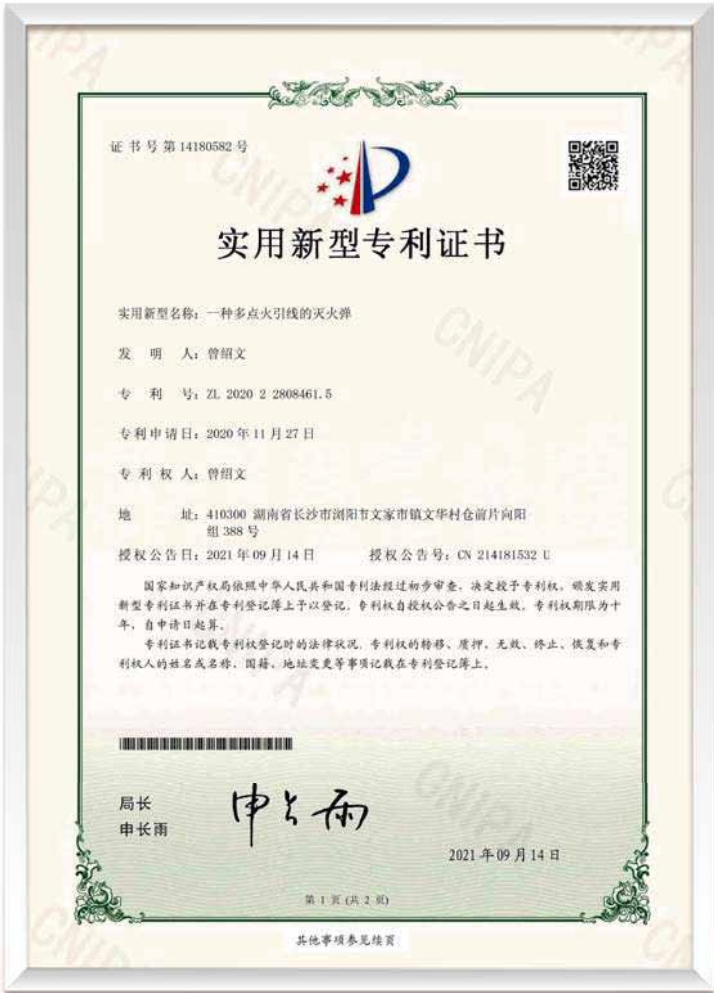 证书号第14180582号
实用新型专利证书
实用新型名称：一种多点火引线的灭火弹
发 明 人：曾绍文
专 利 号：ZL 2020 2 2808461.5
专利申请日：2020年11月27日
专 利 权 人：曾绍文
地 址：410300 湖南省长沙市浏阳市文家市镇文华村仓前片向阳
组388号
授权公告日：2021年09月14日 授权公告号：CN 214181532 U
国家知识产权局依照中华人民共和国专利法经过初步审查，决定授予专利权，颁发实用
新型专利证书并在专利登记簿上予以登记。专利权自授权公告之日起生效。专利权期限为十
年，自申请日起算。
专利证书记载专利权登记时的法律状况。专利权的转移、质押、无效、终止、恢复和专
利权人的姓名或名称、国籍、地址变更等事项记载在专利登记簿上。
局长
申长雨
申长雨
2021年09月14日
第 1 页 (共 2 页)
其他事项参见续页
CNIPA
CNIPA
CNIPA